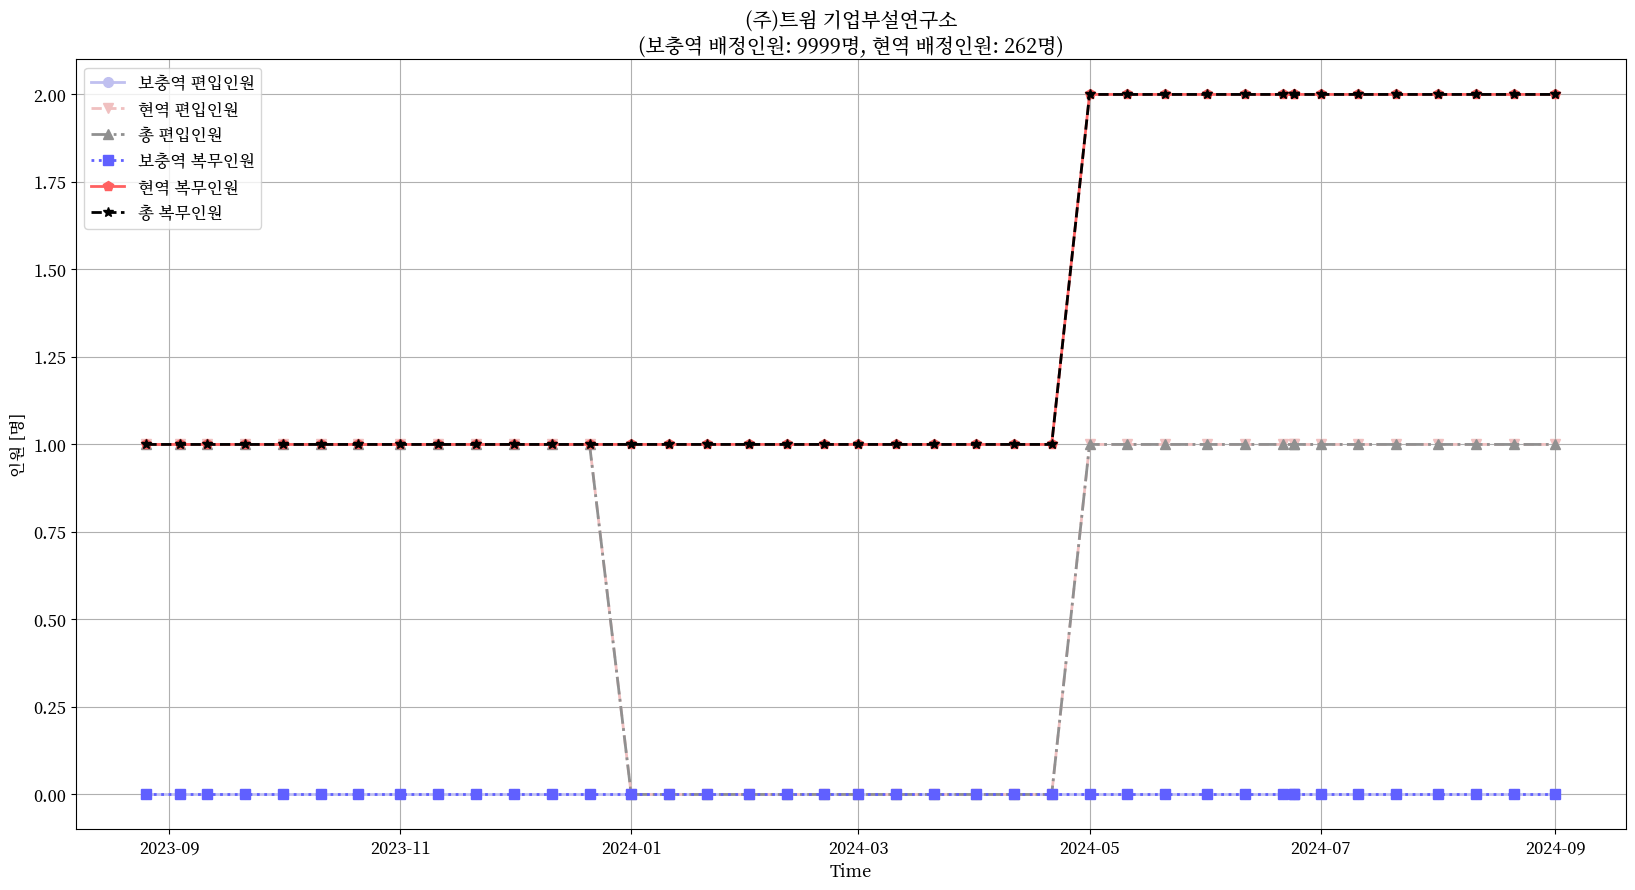 (주)트윔 기업부설연구소
(보충역 배정인원: 9999명, 현역 배정인원: 262명)
보충역 편입인원
현역 편입인원
총 편입인원
보충역 복무인원
현역 복무인원
총 복무인원
2.00
1.75
1.50
1.25
1.00
0.75
0.50
0.25
0.00
인원 [명]
2023-09
2023-11
2024-01
2024-03
2024-05
2024-07
2024-09
Time